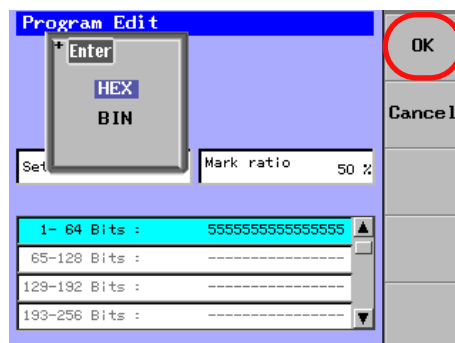 Program Edit
Enter
HEX
BIN
OK
Cancel
Set
Mark ratio
50 %
1- 64 Bits : 5555555555555555
65-128 Bits : ----------------
129-192 Bits : ----------------
193-256 Bits : ----------------